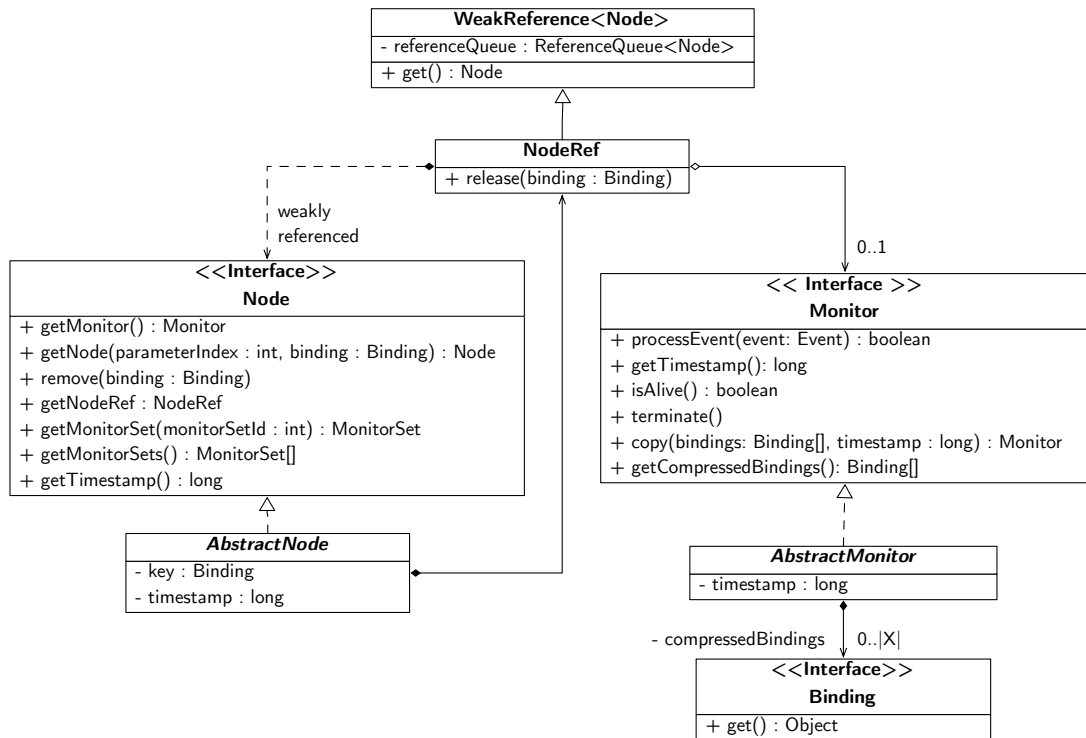 WeakReference<Node>
- referenceQueue : ReferenceQueue<Node>
+ get() : Node
NodeRef
+ release(binding : Binding)
weakly
referenced
0..1
<<Interface>>
Node
+ getMonitor() : Monitor
+ getNode(parameterIndex : int, binding : Binding) : Node
+ remove(binding : Binding)
+ getNodeRef : NodeRef
+ getMonitorSet(monitorSetId : int) : MonitorSet
+ getMonitorSets() : MonitorSet[]
+ getTimestamp() : long
<< Interface >>
Monitor
+ processEvent(event: Event) : boolean
+ getTimestamp(): long
+ isAlive() : boolean
+ terminate()
+ copy(bindings: Binding[], timestamp : long) : Monitor
+ getCompressedBindings(): Binding[]
AbstractNode
- key : Binding
- timestamp : long
AbstractMonitor
- timestamp : long
- compressedBindings
0..|X|
<<Interface>>
Binding
+ get() : Object